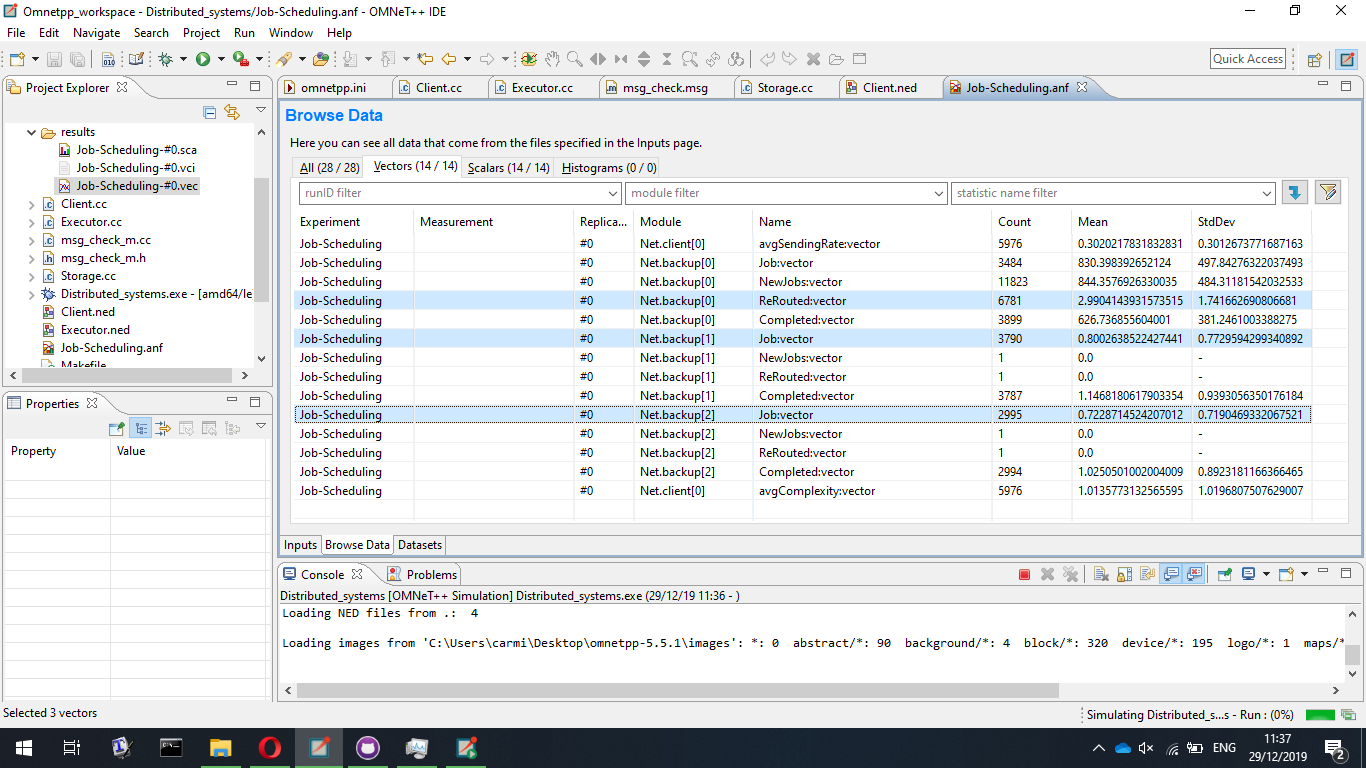 Omnetpp_workspace - Distributed_systems/Job-Scheduling.anf - OMNeT++ IDE
File Edit Navigate Search Project Run Window Help
Quick Access
Project Explorer
omnetpp.ini Client.cc Executor.cc msg_check.msg Storage.cc Client.ned Job-Scheduling.anf
results
Job-Scheduling-#0.sca
Job-Scheduling-#0.vci
Job-Scheduling-#0.vec
Client.cc
Executor.cc
msg_check_m.cc
msg_check_m.h
Storage.cc
Distributed_systems.exe - [amd64/le]
Client.ned
Executor.ned
Job-Scheduling.anf
Makefile
Properties
Property Value
Browse Data
Here you can see all data that come from the files specified in the Inputs page.
All (28 / 28) Vectors (14 / 14) Scalars (14 / 14) Histograms (0 / 0)
runID filter module filter statistic name filter
Experiment Measurement Replica... Module Name Count Mean StdDev
Job-Scheduling #0 Net.client[0] avgSendingRate:vector 5976 0.3020217831832831 0.3012673771687163
Job-Scheduling #0 Net.backup[0] Job:vector 3484 830.398392652124 497.84276322037493
Job-Scheduling #0 Net.backup[0] NewJobs:vector 11823 844.3576926330035 484.31181542032533
Job-Scheduling #0 Net.backup[0] ReRouted:vector 6781 2.9904143931573515 1.741662690806681
Job-Scheduling #0 Net.backup[0] Completed:vector 3899 626.736855604001 381.2461003388275
Job-Scheduling #0 Net.backup[1] Job:vector 3790 0.8002638522427441 0.7729594299340892
Job-Scheduling #0 Net.backup[1] NewJobs:vector 1 0.0 -
Job-Scheduling #0 Net.backup[1] ReRouted:vector 1 0.0 -
Job-Scheduling #0 Net.backup[1] Completed:vector 3787 1.1468180617903354 0.9393056350176184
Job-Scheduling #0 Net.backup[2] Job:vector 2995 0.7228714524207012 0.7190469332067521
Job-Scheduling #0 Net.backup[2] NewJobs:vector 1 0.0 -
Job-Scheduling #0 Net.backup[2] ReRouted:vector 1 0.0 -
Job-Scheduling #0 Net.backup[2] Completed:vector 2994 1.0250501002004009 0.8923181166366465
Job-Scheduling #0 Net.client[0] avgComplexity:vector 5976 1.0135773132565595 1.0196807507629007
Inputs Browse Data Datasets
Console Problems
Distributed_systems [OMNeT++ Simulation] Distributed_systems.exe (29/12/19 11:36 - )
Loading NED files from .: 4
Loading images from 'C:\Users\carmi\Desktop\omnetpp-5.5.1\images': *: 0 abstract/*: 90 background/*: 4 block/*: 320 device/*: 195 logo/*: 1 maps/*
Selected 3 vectors
Simulating Distributed_s...s - Run : (0%)
ENG
11:37
29/12/2019
2